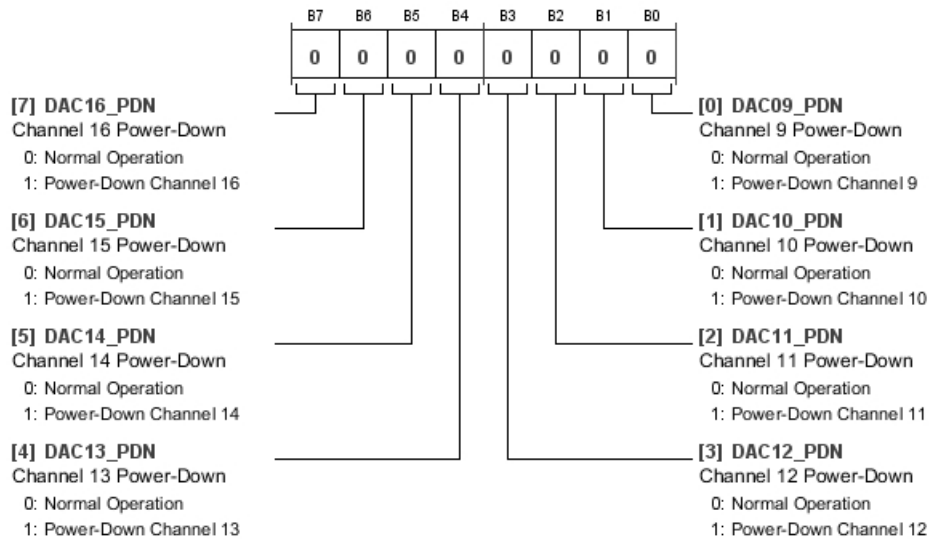 B7 B6 B5 B4 B3 B2 B1 B0
0 0 0 0 0 0 0 0
[7] DAC16_PDN
Channel 16 Power-Down
0: Normal Operation
1: Power-Down Channel 16
[6] DAC15_PDN
Channel 15 Power-Down
0: Normal Operation
1: Power-Down Channel 15
[5] DAC14_PDN
Channel 14 Power-Down
0: Normal Operation
1: Power-Down Channel 14
[4] DAC13_PDN
Channel 13 Power-Down
0: Normal Operation
1: Power-Down Channel 13
[0] DAC09_PDN
Channel 9 Power-Down
0: Normal Operation
1: Power-Down Channel 9
[1] DAC10_PDN
Channel 10 Power-Down
0: Normal Operation
1: Power-Down Channel 10
[2] DAC11_PDN
Channel 11 Power-Down
0: Normal Operation
1: Power-Down Channel 11
[3] DAC12_PDN
Channel 12 Power-Down
0: Normal Operation
1: Power-Down Channel 12